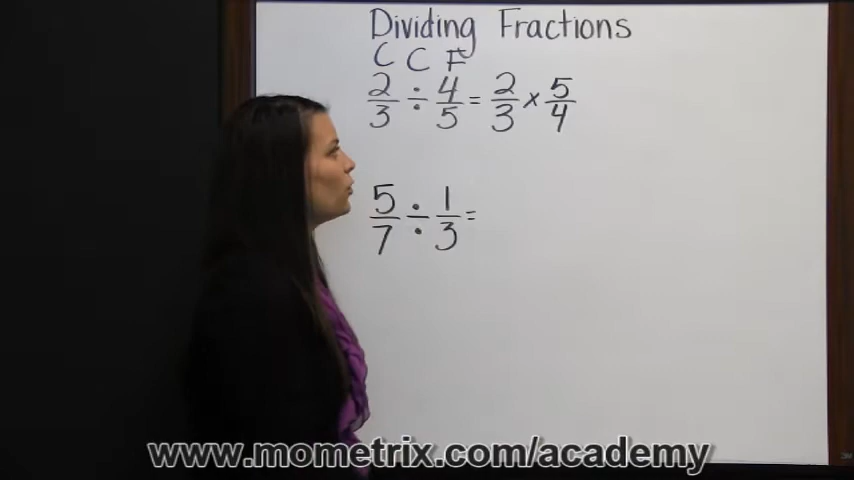 Dividing Fractions
C C F
2/3 ÷ 4/5 = 2/3 × 5/4
5/7 ÷ 1/3 =
www.mometrix.com/academy